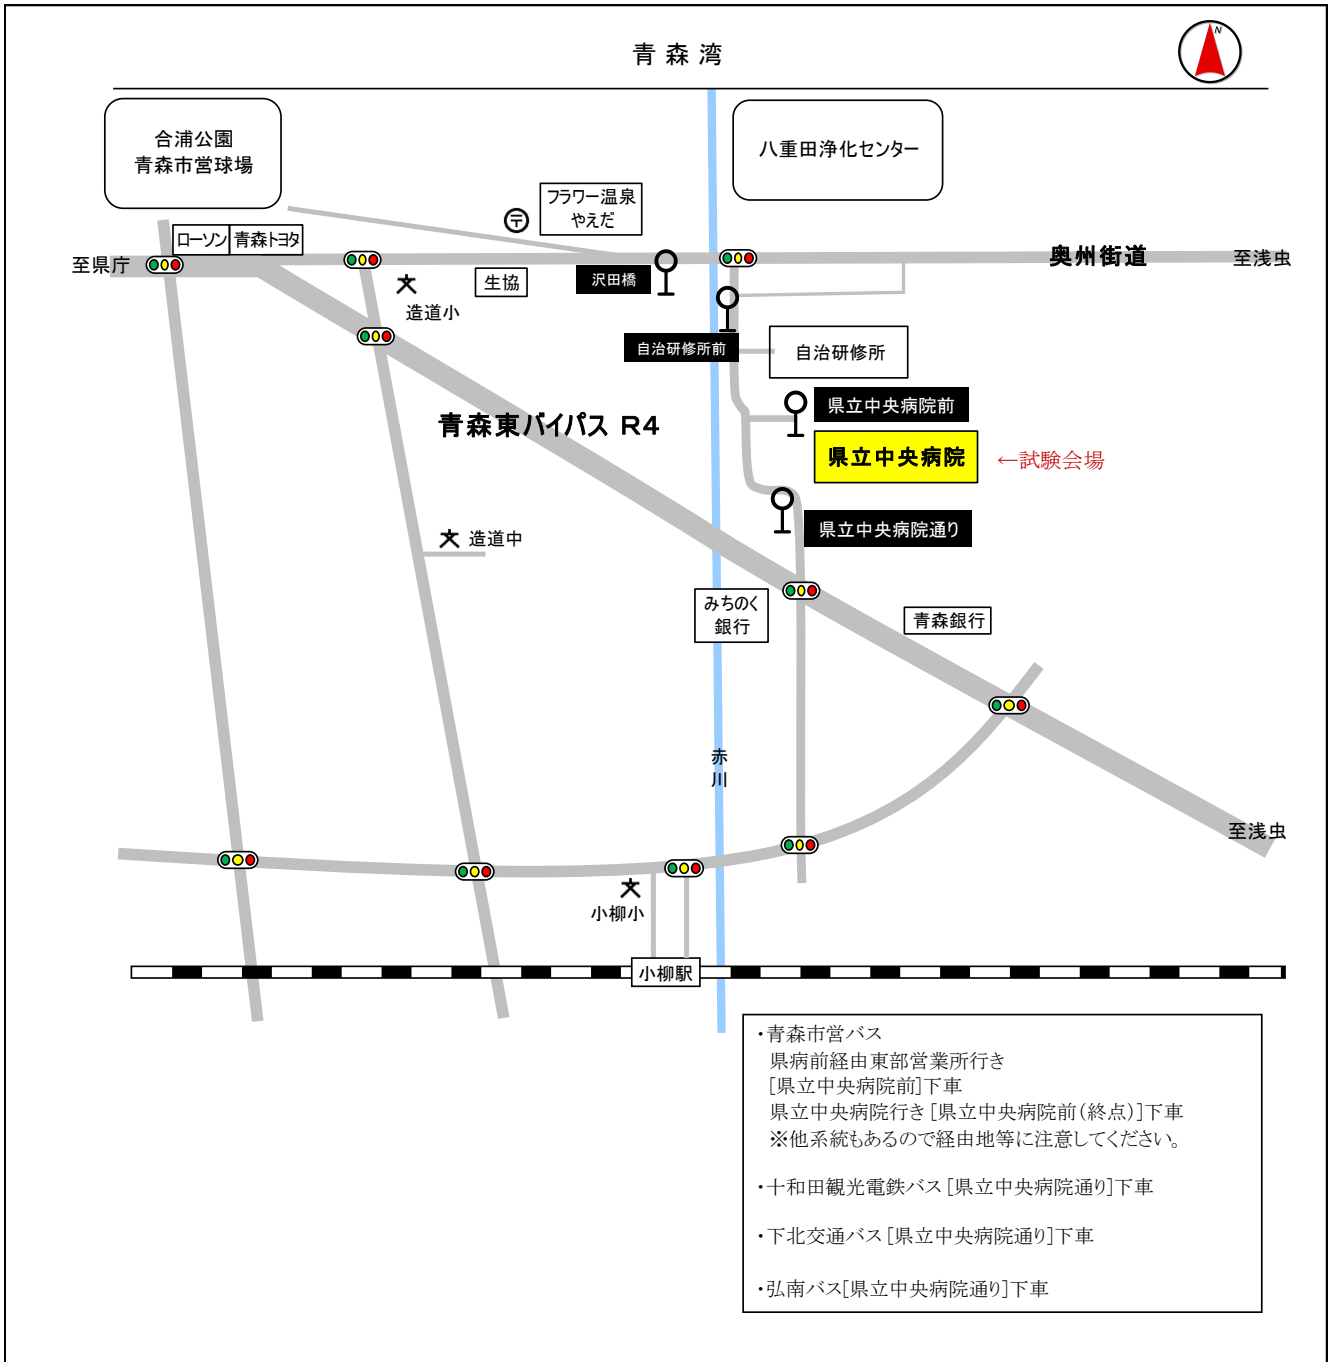 青森湾
N
合浦公園
青森市営球場
八重田浄化センター
フラワー温泉
やえだ
〒
ローソン
青森トヨタ
至県庁
奥州街道
至浅虫
沢田橋
生協
文
造道小
自治研修所前
自治研修所
県立中央病院前
青森東バイパス R4
県立中央病院
←試験会場
県立中央病院通り
文 造道中
みちのく
銀行
青森銀行
赤
川
至浅虫
文
小柳小
小柳駅
・青森市営バス
県病前経由東部営業所行き
[県立中央病院前]下車
県立中央病院行き[県立中央病院前(終点)]下車
※他系統もあるので経由地等に注意してください。
・十和田観光電鉄バス[県立中央病院通り]下車
・下北交通バス[県立中央病院通り]下車
・弘南バス[県立中央病院通り]下車